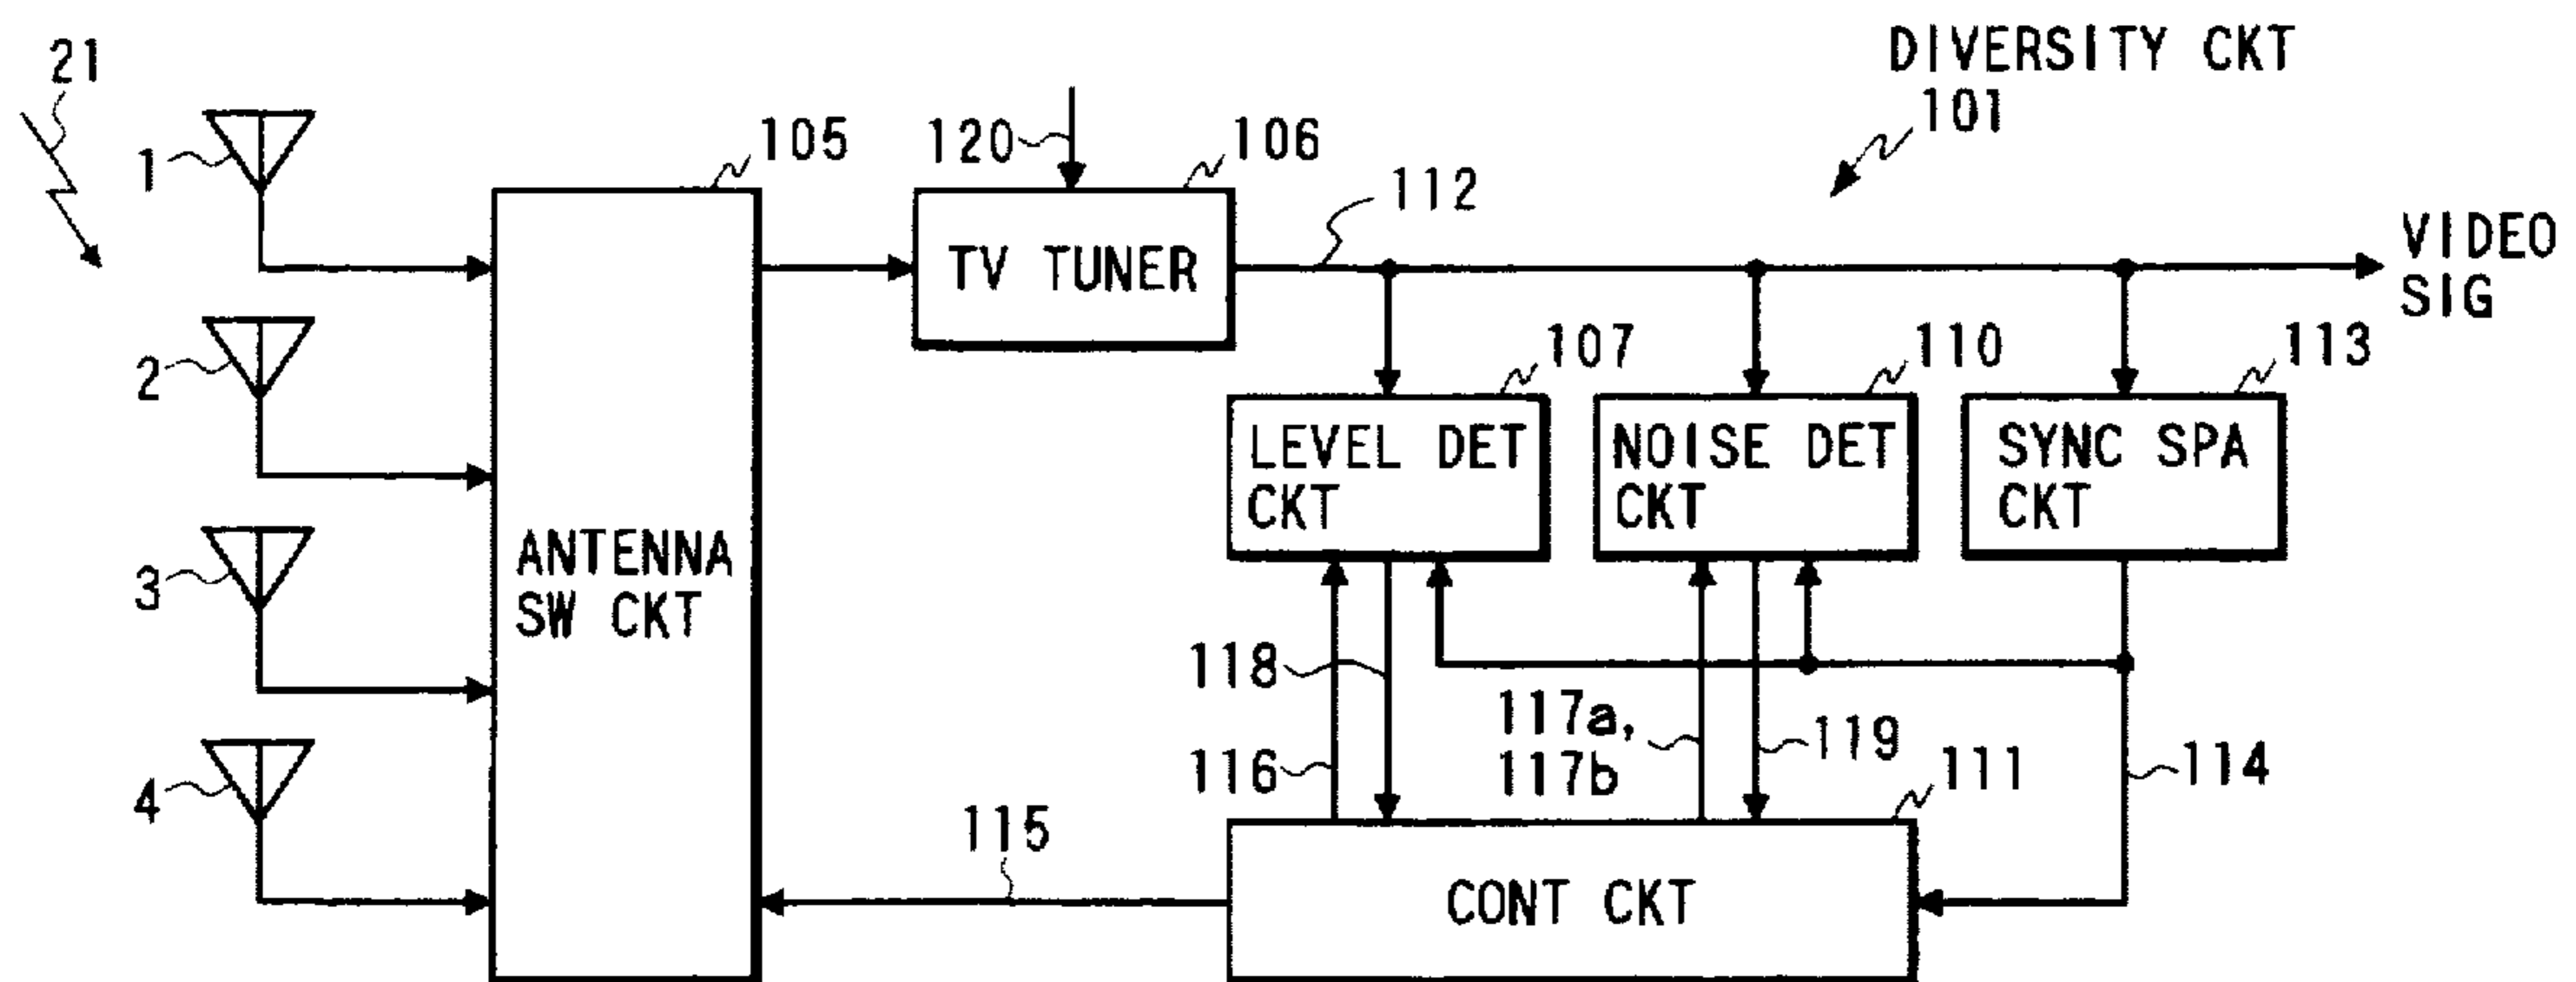 DIVERSITY CKT
101
21
1
2
3
4
105
ANTENNA
SW CKT
120
106
TV TUNER
112
VIDEO
SIG
107
LEVEL DET
CKT
110
NOISE DET
CKT
113
SYNC SPA
CKT
118
116
117a,
117b
119
111
114
115
CONT CKT